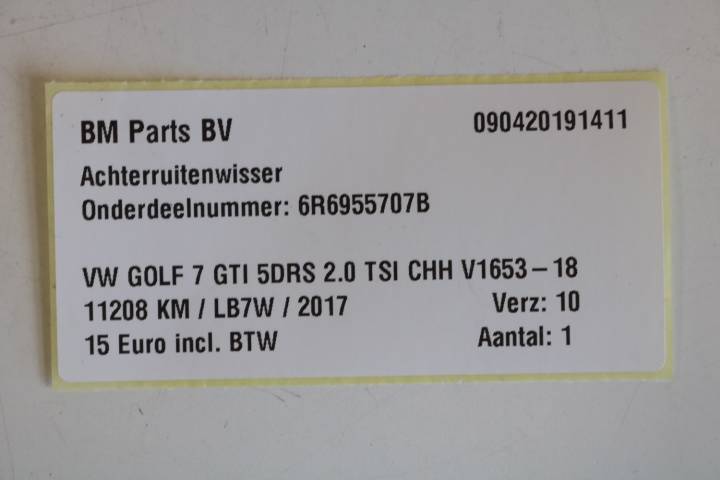 BM Parts BV 090420191411
Achterruitenwisser
Onderdeelnummer: 6R6955707B
VW GOLF 7 GTI 5DRS 2.0 TSI CHH V1653-18
11208 KM / LB7W / 2017 Verz: 10
15 Euro incl. BTW Aantal: 1